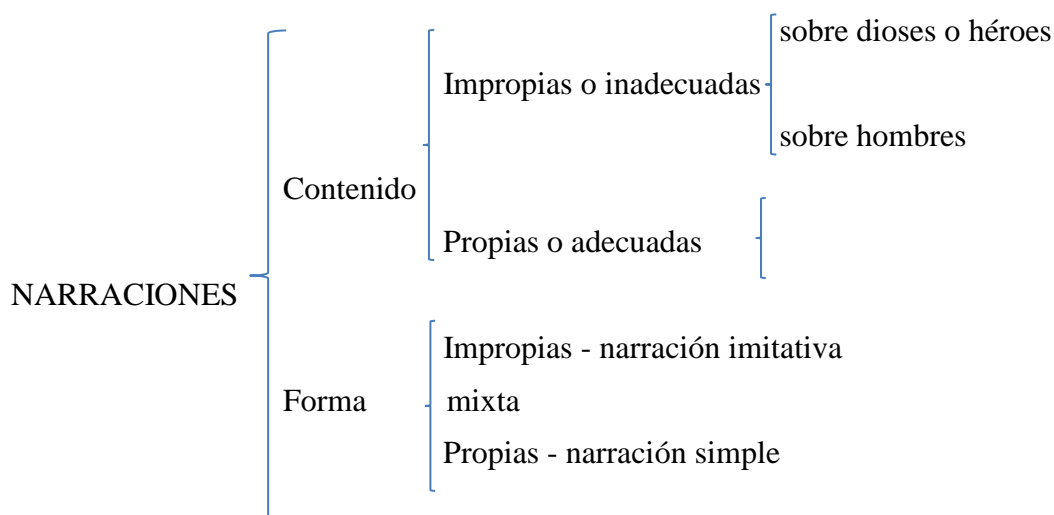 sobre dioses o héroes
Impropias o inadecuadas
sobre hombres
Contenido
Propias o adecuadas
NARRACIONES
Impropias - narración imitativa
Forma
mixta
Propias - narración simple